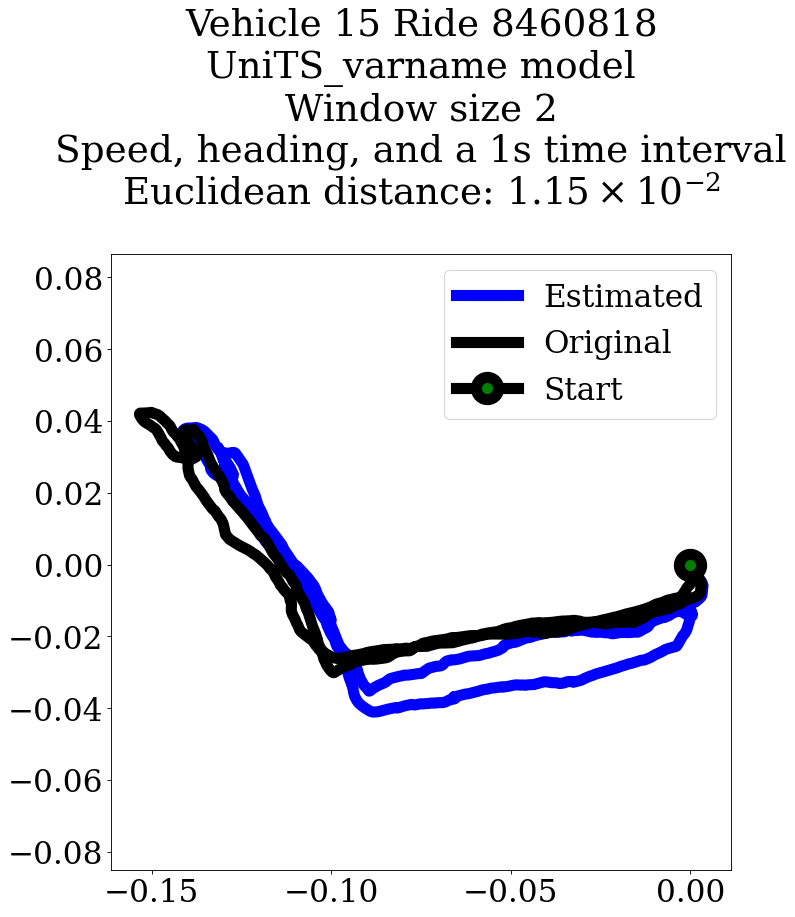 Vehicle 15 Ride 8460818
UniTS_varname model
Window size 2
Speed, heading, and a 1s time interval
Euclidean distance: 1.15 × 10⁻²
Estimated
Original
Start
0.08
0.06
0.04
0.02
0.00
−0.02
−0.04
−0.06
−0.08
−0.15
−0.10
−0.05
0.00